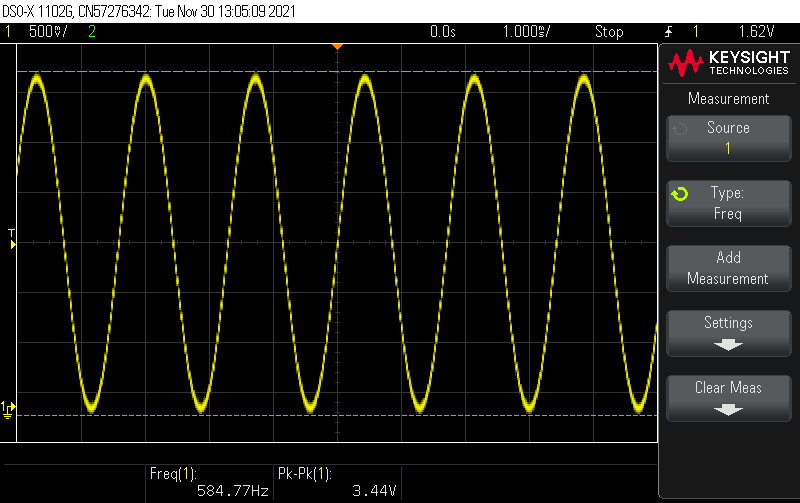 DSO-X 1102G, CN57276342: Tue Nov 30 13:05:09 2021
1 500mV/ 2 0.0s 1.000ms/ Stop 1 1.62V
KEYSIGHT
TECHNOLOGIES
Measurement
Source
1
Type:
Freq
Add
Measurement
Settings
Clear Meas
T
1
Freq(1): Pk-Pk(1):
584.77Hz 3.44V